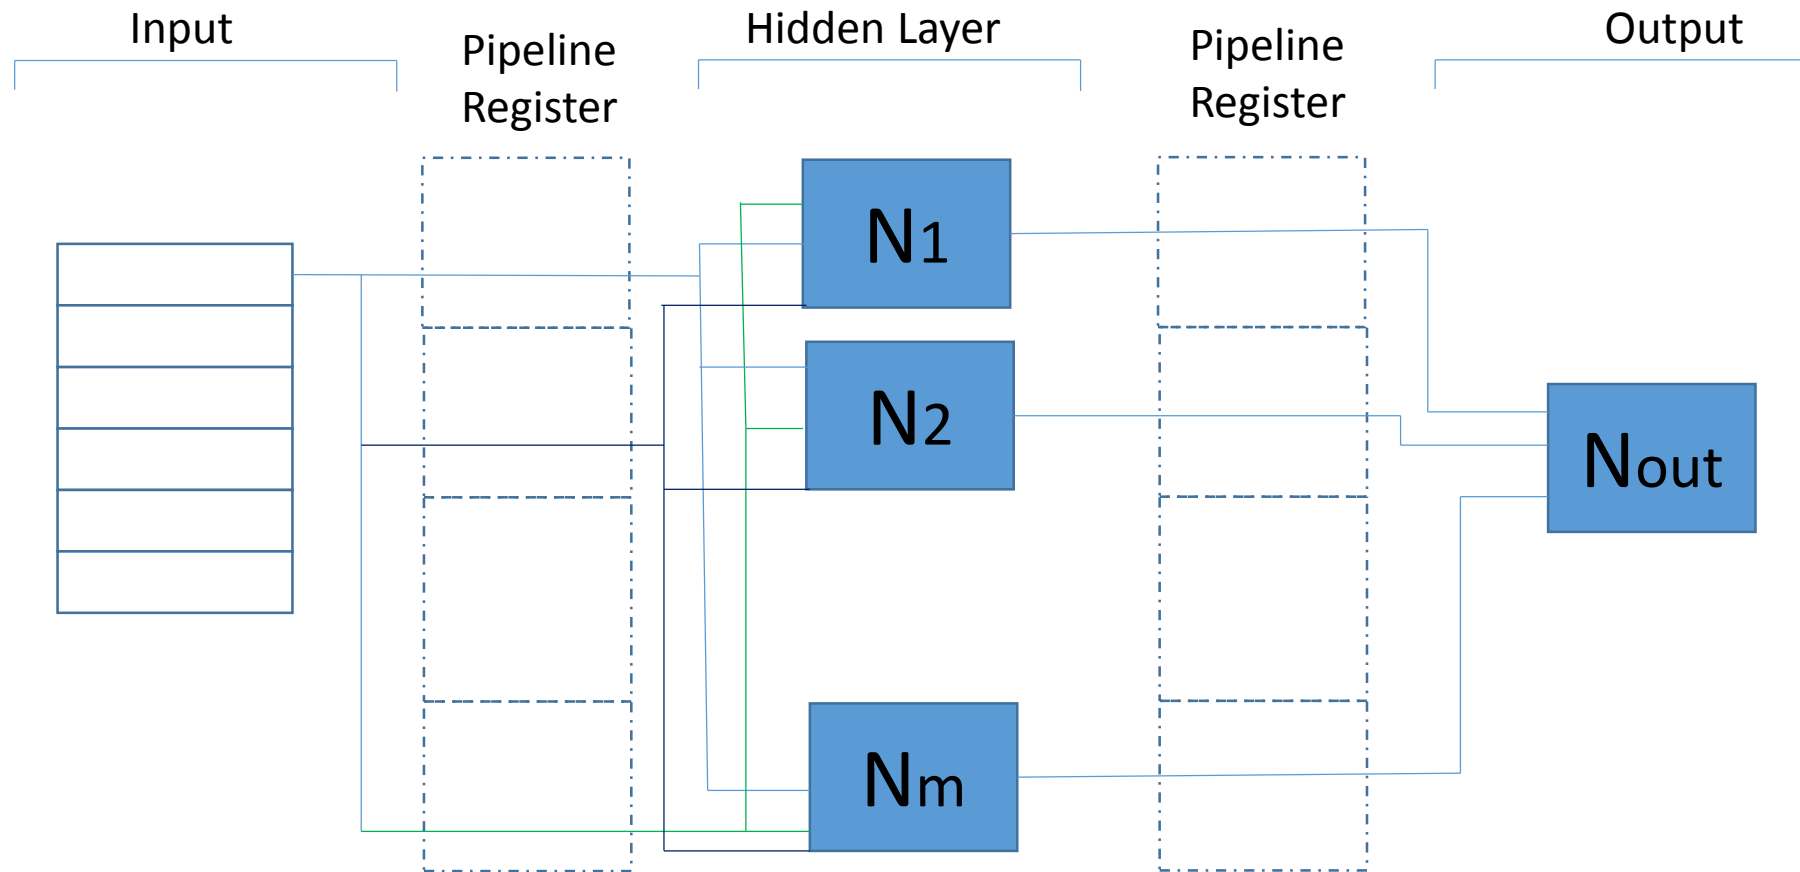 Input
Pipeline
Register
Hidden Layer
Pipeline
Register
Output
N1
N2
Nout
Nm